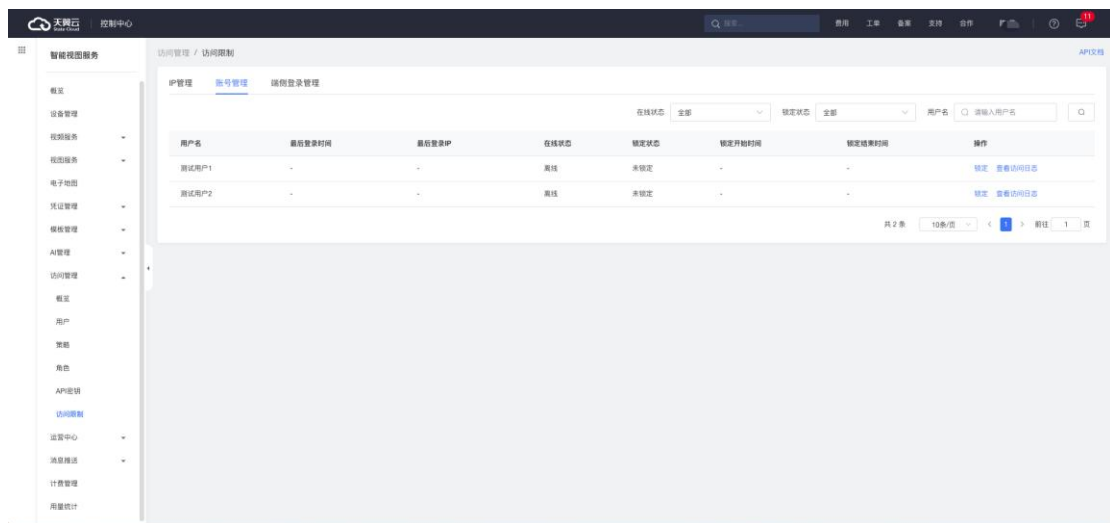 天翼云 控制中心 搜索... 费用 工单 备案 支持 合作 11
智能视图服务 访问管理 / 访问限制 API文档
IP管理 账号管理 端侧登录管理
概览
设备管理 在线状态 全部 锁定状态 全部 用户名 请输入用户名
视频服务 用户名 最后登录时间 最后登录IP 在线状态 锁定状态 锁定开始时间 锁定结束时间 操作
视图服务 测试用户1 - - 离线 未锁定 - - 锁定 查看访问日志
电子地图
测试用户2 - - 离线 未锁定 - - 锁定 查看访问日志
凭证管理
模板管理 共 2 条 10条/页 < 1 > 前往 1 页
AI管理
访问管理
概览
用户
策略
角色
API密钥
访问限制
运营中心
消息推送
计费管理
用量统计